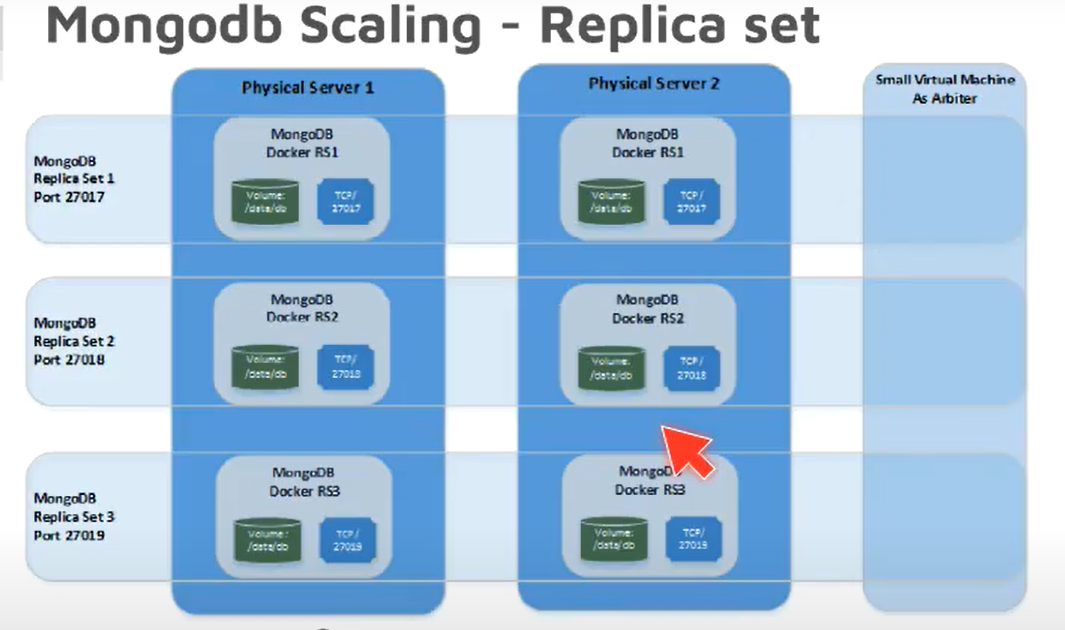 Mongodb Scaling - Replica set
Physical Server 1
Physical Server 2
Small Virtual Machine
As Arbiter
MongoDB
Replica Set 1
Port 27017
MongoDB
Docker RS1
Volume:
/data/db
TCP/
27017
MongoDB
Docker RS1
Volume:
/data/db
TCP/
27017
MongoDB
Replica Set 2
Port 27018
MongoDB
Docker RS2
Volume:
/data/db
TCP/
27018
MongoDB
Docker RS2
Volume:
/data/db
TCP/
27018
MongoDB
Replica Set 3
Port 27019
MongoDB
Docker RS3
Volume:
/data/db
TCP/
27019
MongoDB
Docker RS3
Volume:
/data/db
TCP/
27019